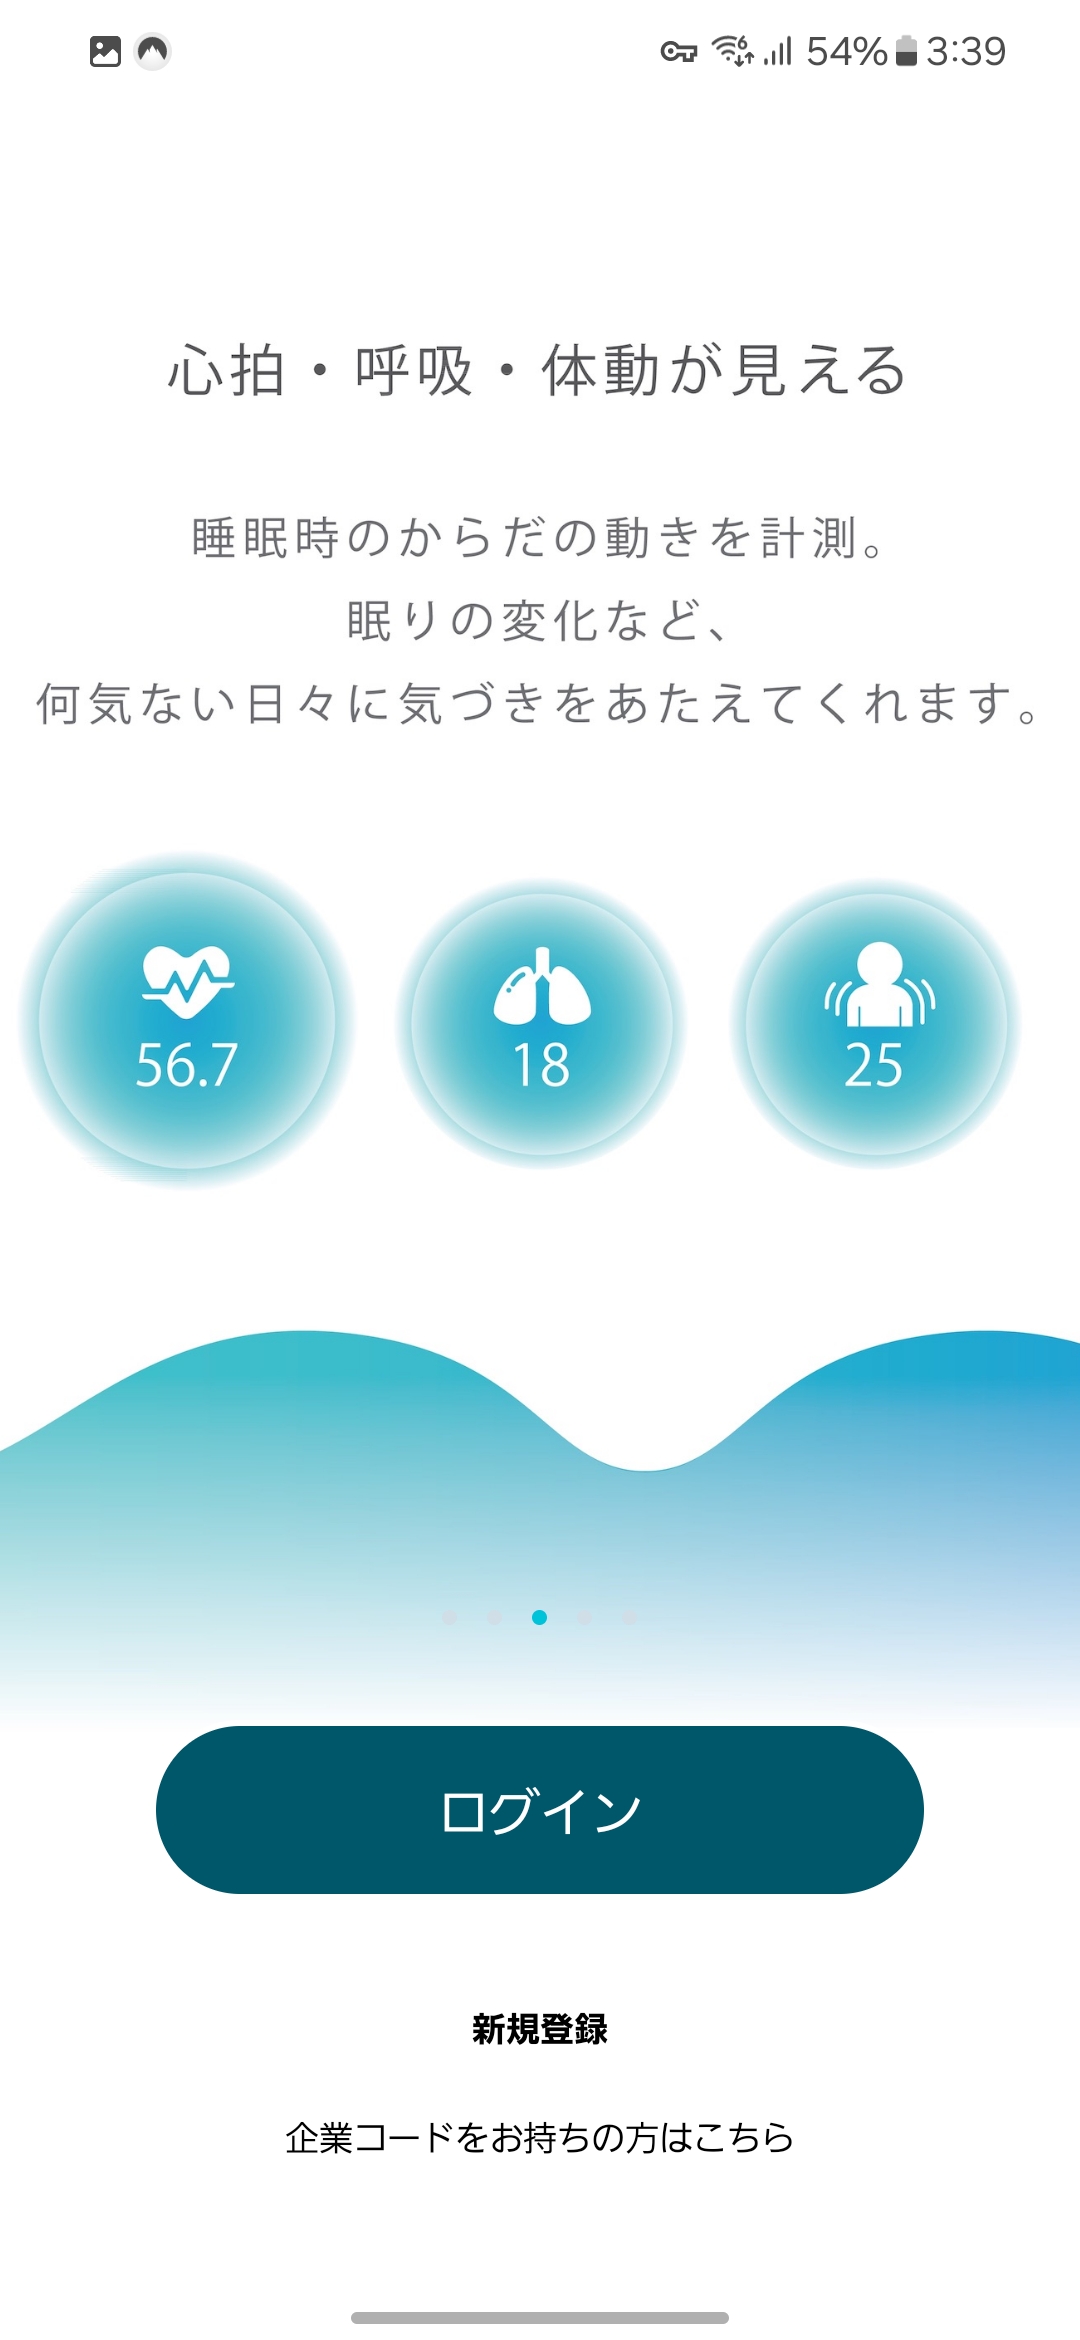 54% 3:39
心拍・呼吸・体動が見える
睡眠時のからだの動きを計測。
眠りの変化など、
何気ない日々に気づきをあたえてくれます。
56.7 18 25
ログイン
新規登録
企業コードをお持ちの方はこちら